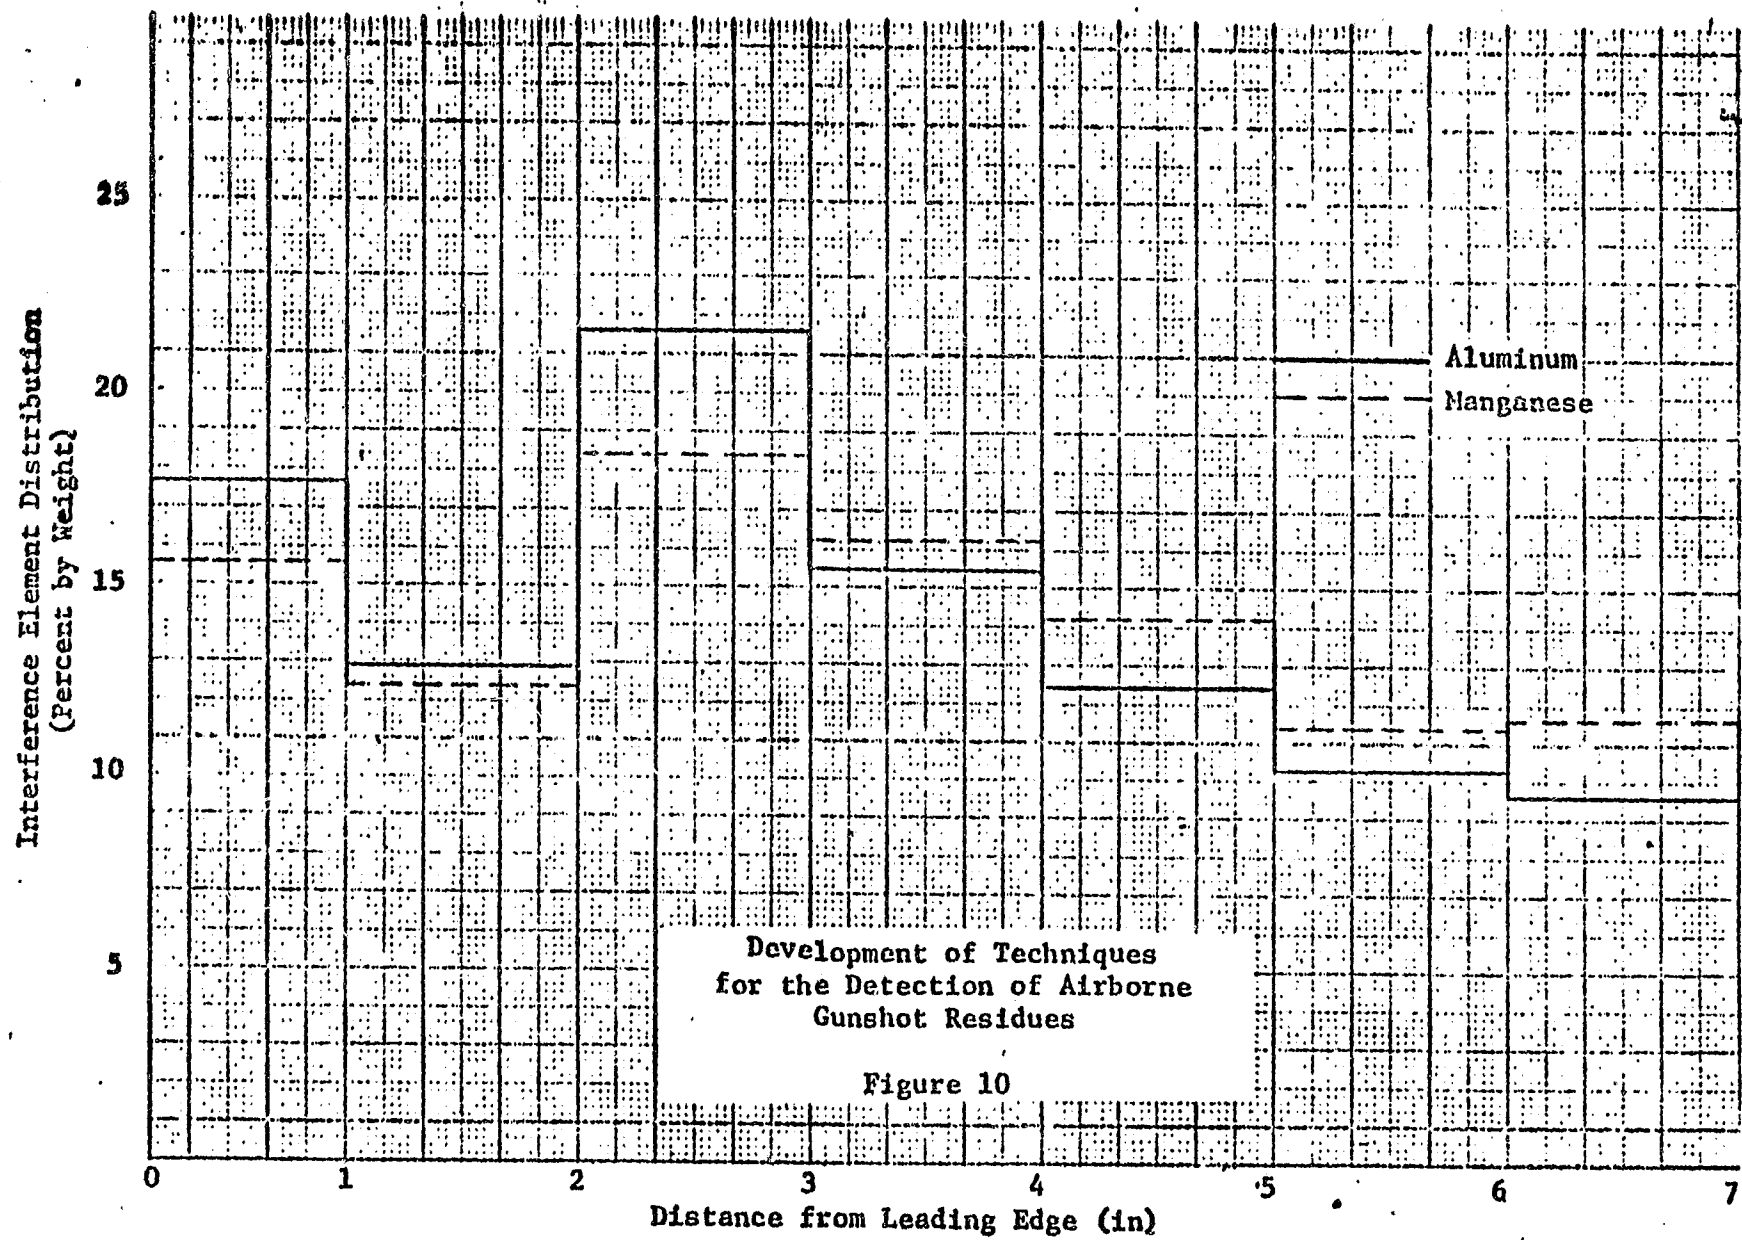 25
20
15
10
5
Interference Element Distribution
(Percent by Weight)
Aluminum
Manganese
Development of Techniques
for the Detection of Airborne
Gunshot Residues
Figure 10
0 1 2 3 4 5 6 7
Distance from Leading Edge (in)